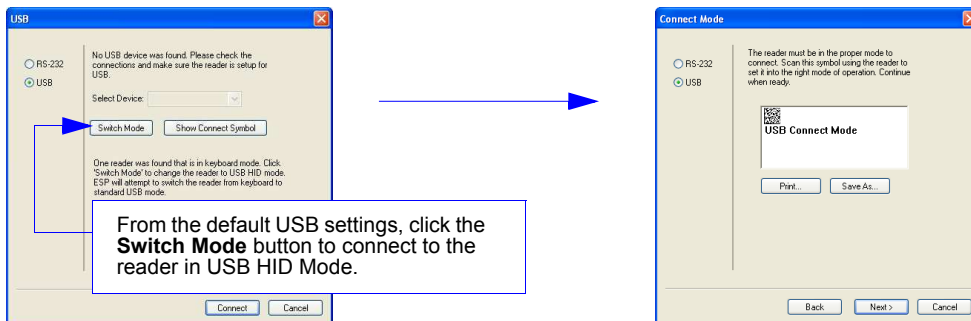 USB
RS-232
USB
No USB device was found. Please check the
connections and make sure the reader is setup for
USB.
Select Device:
Switch Mode
Show Connect Symbol
One reader was found that is in keyboard mode. Click
'Switch Mode' to change the reader to USB HID mode.
ESP will attempt to switch the reader from keyboard to
standard USB mode.
From the default USB settings, click the
Switch Mode button to connect to the
reader in USB HID Mode.
Connect
Cancel
Connect Mode
RS-232
USB
The reader must be in the proper mode to
connect. Scan this symbol using the reader to
set it into the right mode of operation. Continue
when ready.
USB Connect Mode
Print...
Save As...
Back
Next >
Cancel